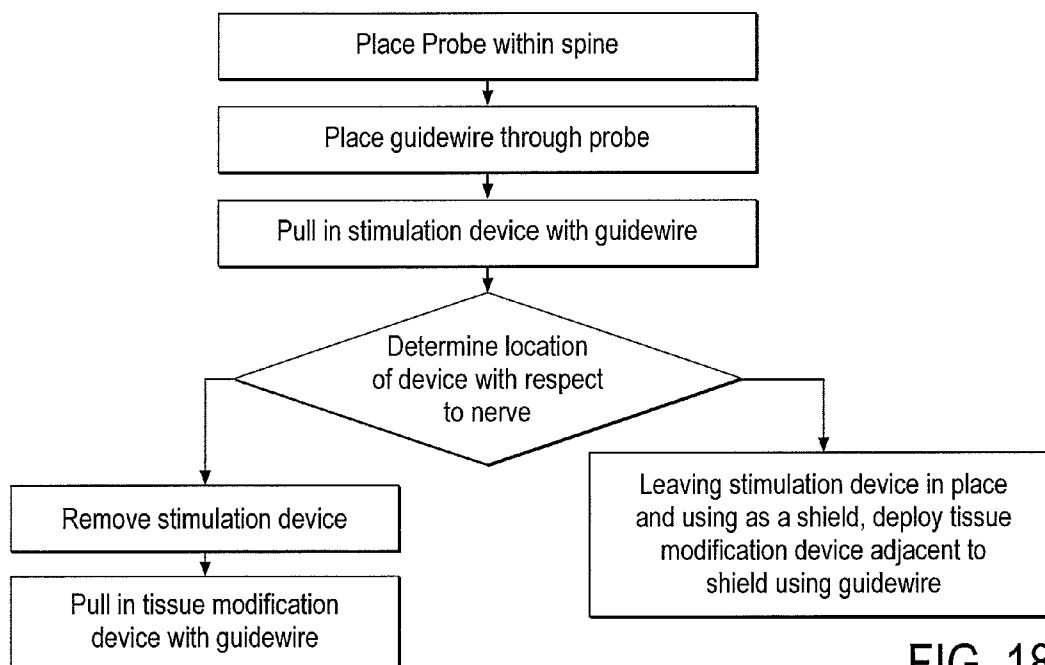 Place Probe within spine
Place guidewire through probe
Pull in stimulation device with guidewire
Determine location
of device with respect
to nerve
Remove stimulation device
Pull in tissue modification
device with guidewire
Leaving stimulation device in place
and using as a shield, deploy tissue
modification device adjacent to
shield using guidewire
FIG. 18